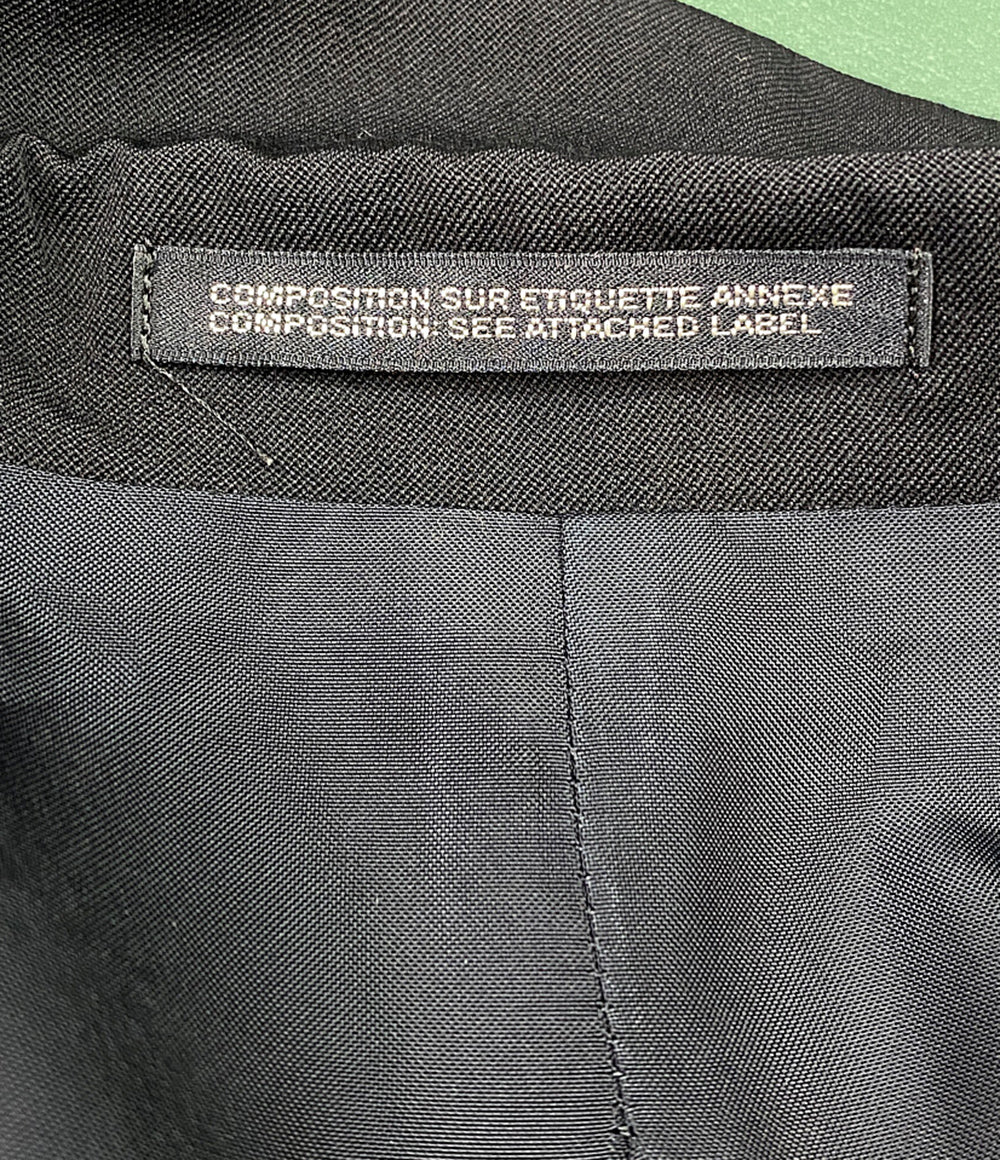 COMPOSITION SUR ETIQUETTE ANNEXE
COMPOSITION: SEE ATTACHED LABEL